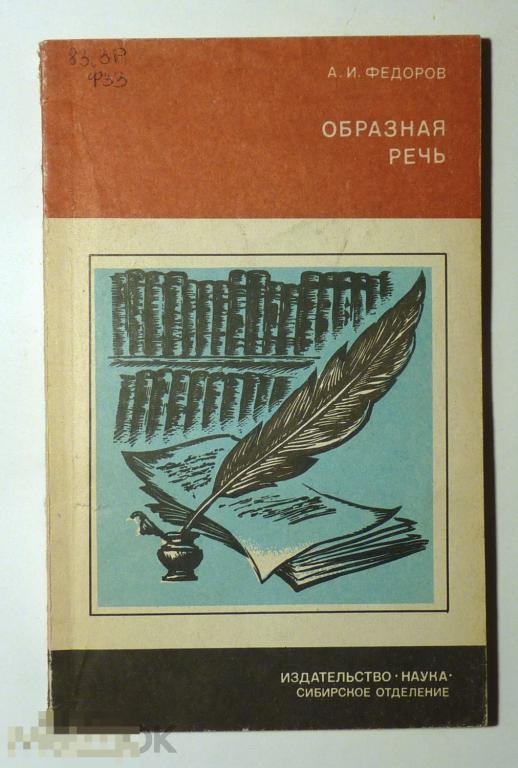 83.3Р
Ф33
А. И. ФЕДОРОВ
ОБРАЗНАЯ
РЕЧЬ
ИЗДАТЕЛЬСТВО · НАУКА ·
СИБИРСКОЕ ОТДЕЛЕНИЕ